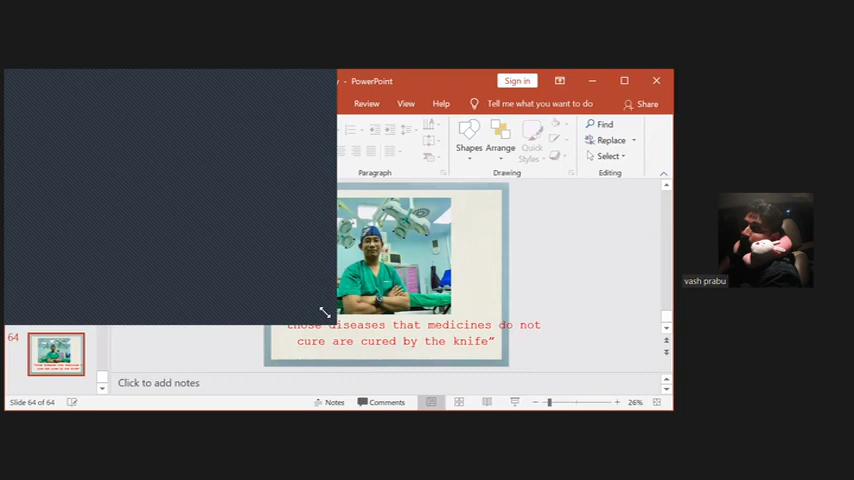 - PowerPoint
Sign in
Review View Help Tell me what you want to do Share
Find
Replace
Select
Shapes Arrange Quick Styles
Paragraph Drawing Editing
vash prabu
those diseases that medicines do not
cure are cured by the knife”
64
Click to add notes
Slide 64 of 64 Notes Comments 26%